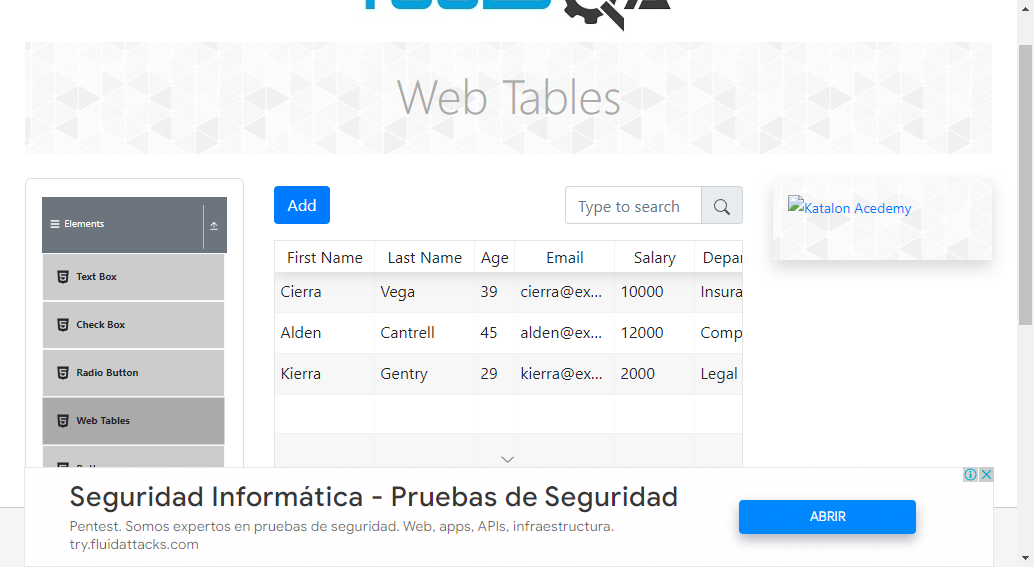 Web Tables
Elements
Text Box
Check Box
Radio Button
Web Tables
Add
Type to search
First Name Last Name Age Email Salary Depar
Cierra Vega 39 cierra@ex... 10000 Insura
Alden Cantrell 45 alden@ex... 12000 Comp
Kierra Gentry 29 kierra@ex... 2000 Legal
Katalon Acedemy
Seguridad Informática - Pruebas de Seguridad
Pentest. Somos expertos en pruebas de seguridad. Web, apps, APIs, infraestructura.
try.fluidattacks.com
ABRIR